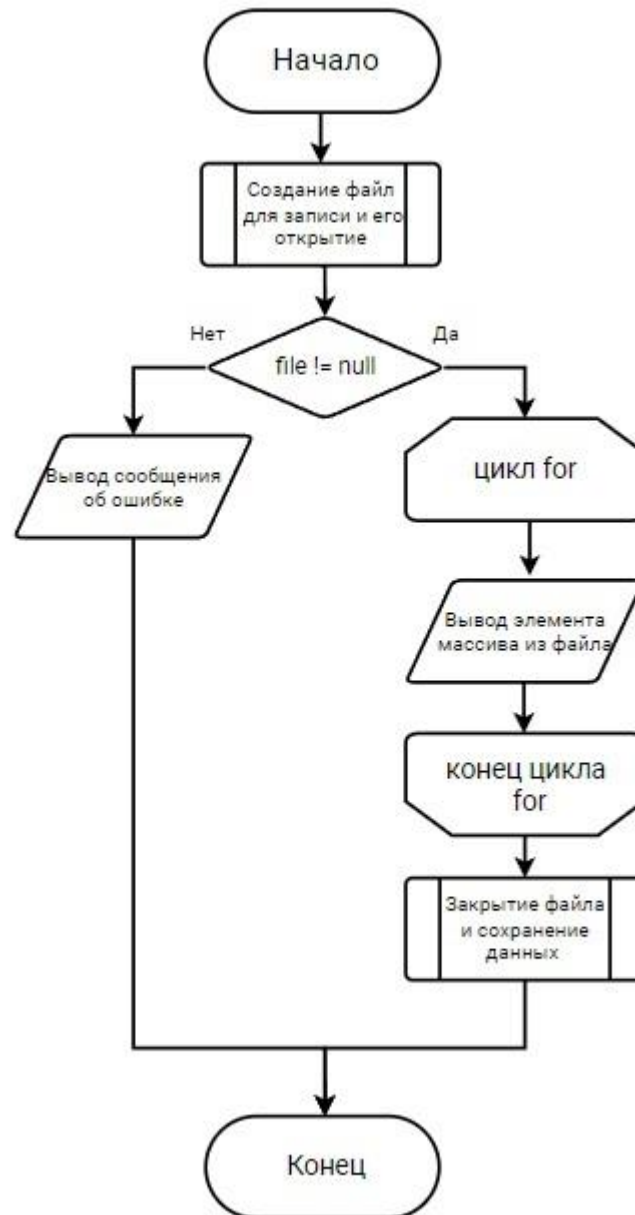 Начало
Создание файл
для записи и его
открытие
Нет
Да
file != null
Вывод сообщения
об ошибке
цикл for
Вывод элемента
массива из файла
конец цикла
for
Закрытие файла
и сохранение
данных
Конец